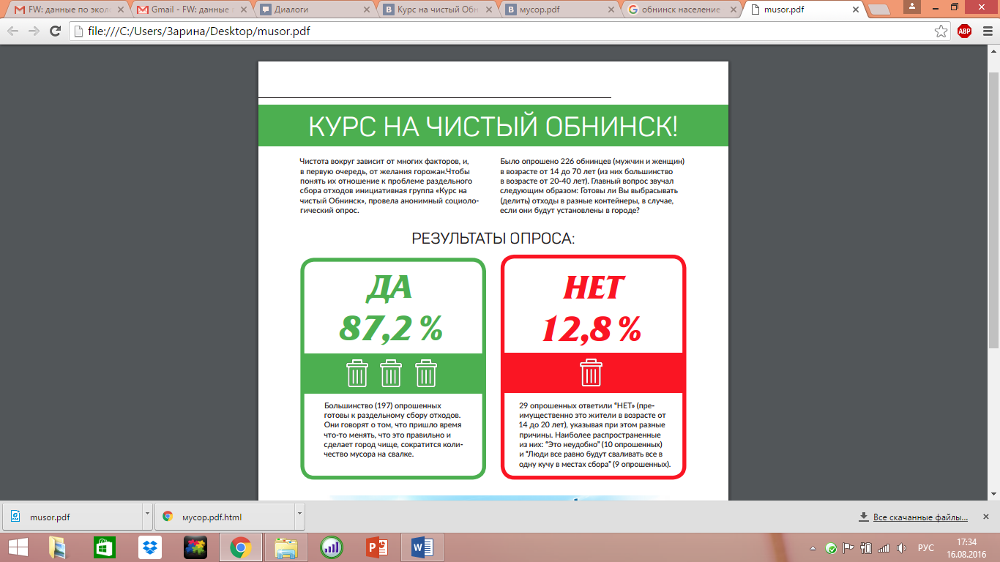 FW: данные по экол
Gmail - FW: данные п
Диалоги
Курс на чистый Обн
мусор.pdf
обнинск население
musor.pdf
file:///C:/Users/Зарина/Desktop/musor.pdf
ABP
КУРС НА ЧИСТЫЙ ОБНИНСК!
Чистота вокруг зависит от многих факторов, и,
в первую очередь, от желания горожан.Чтобы
понять их отношение к проблеме раздельного
сбора отходов инициативная группа «Курс на
чистый Обнинск», провела анонимный социоло-
гический опрос.
Было опрошено 226 обнинцев (мужчин и женщин)
в возрасте от 14 до 70 лет (из них большинство
в возрасте от 20-40 лет). Главный вопрос звучал
следующим образом: Готовы ли Вы выбрасывать
(делить) отходы в разные контейнеры, в случае,
если они будут установлены в городе?
РЕЗУЛЬТАТЫ ОПРОСА:
ДА
87,2 %
Большинство (197) опрошенных
готовы к раздельному сбору отходов.
Они говорят о том, что пришло время
что-то менять, что это правильно и
сделает город чище, сократится коли-
чество мусора на свалке.
НЕТ
12,8 %
29 опрошенных ответили "НЕТ» (пре-
имущественно это жители в возрасте от
14 до 20 лет), указывая при этом разные
причины. Наиболее распространенные
из них: "Это неудобно" (10 опрошенных)
и "Люди все равно будут сваливать все в
одну кучу в местах сбора" (9 опрошенных).
musor.pdf
мусор.pdf.html
Все скачанные файлы...
РУС
17:34
16.08.2016